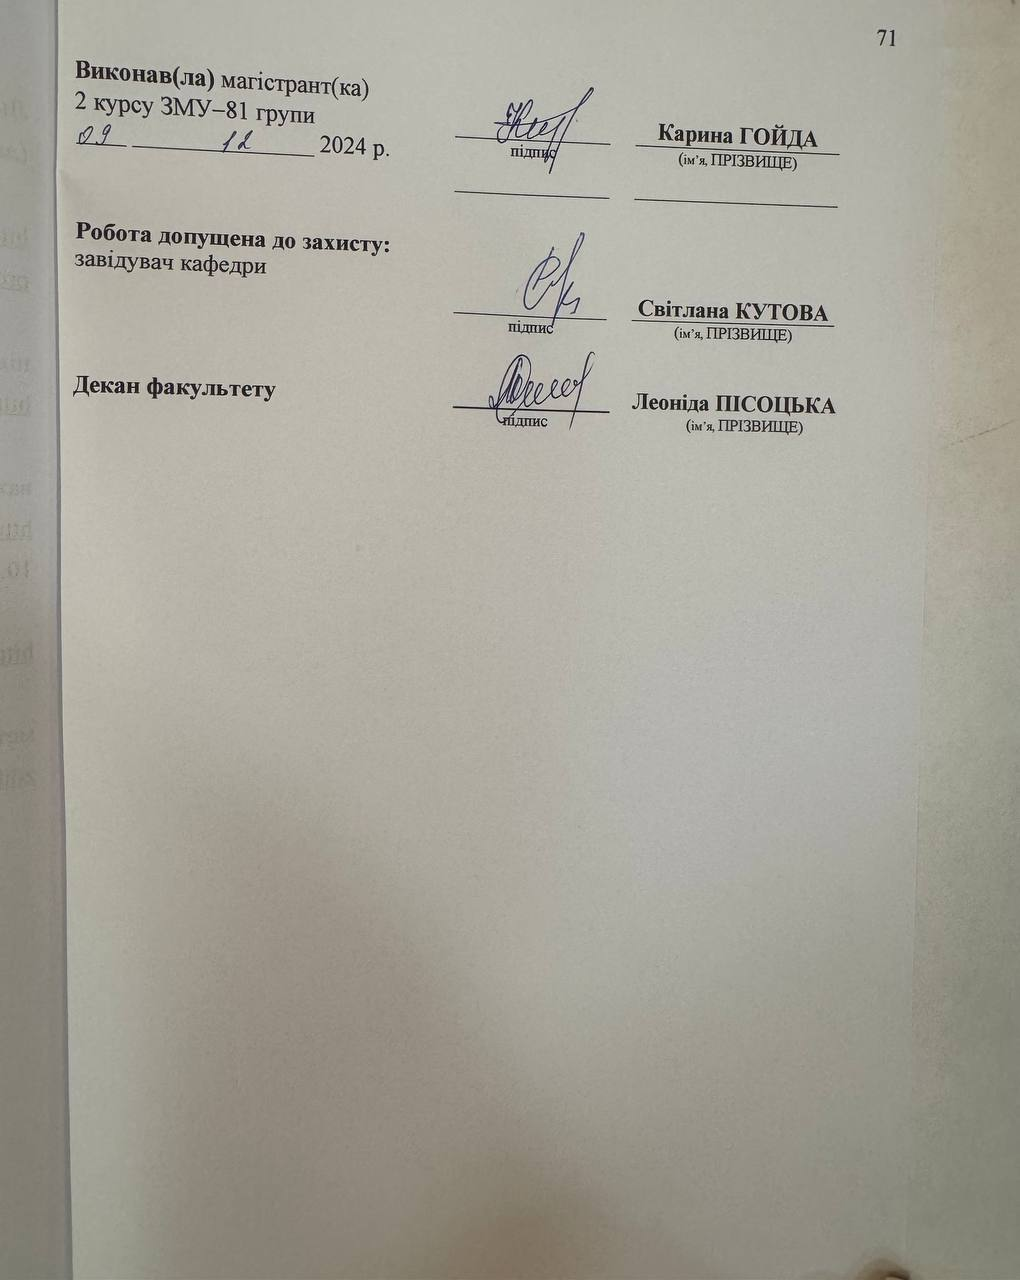 71
Виконав(ла) магістрант(ка)
2 курсу ЗМУ–81 групи
09 12 2024 р.
підпис
Карина ГОЙДА
(ім’я, ПРІЗВИЩЕ)
Робота допущена до захисту:
завідувач кафедри
підпис
Світлана КУТОВА
(ім’я, ПРІЗВИЩЕ)
Декан факультету
підпис
Леоніда ПІСОЦЬКА
(ім’я, ПРІЗВИЩЕ)